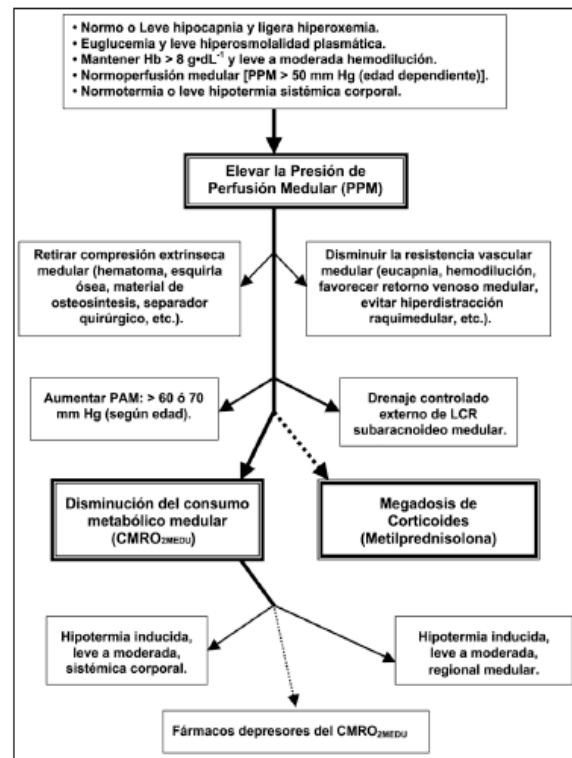 • Normo o Leve hipocapnia y ligera hiperoxemia.
• Euglucemia y leve hiperosmolalidad plasmática.
• Mantener Hb > 8 g•dL⁻¹ y leve a moderada hemodilución.
• Normoperfusión medular [PPM > 50 mm Hg (edad dependiente)].
• Normotermia o leve hipotermia sistémica corporal.
Elevar la Presión de
Perfusión Medular (PPM)
Retirar compresión extrínseca
medular (hematoma, esquirla
ósea, material de
osteosintesis, separador
quirúrgico, etc.).
Disminuir la resistencia vascular
medular (eucapnia, hemodilución,
favorecer retorno venoso medular,
evitar hiperdistracción
raquimedular, etc.).
Aumentar PAM: > 60 ó 70
mm Hg (según edad).
Drenaje controlado
externo de LCR
subaracnoideo medular.
Disminución del consumo
metabólico medular
(CMRO₂MEDU)
Megadosis de
Corticoides
(Metilprednisolona)
Hipotermia inducida,
leve a moderada,
sistémica corporal.
Hipotermia inducida,
leve a moderada,
regional medular.
Fármacos depresores del CMRO₂MEDU